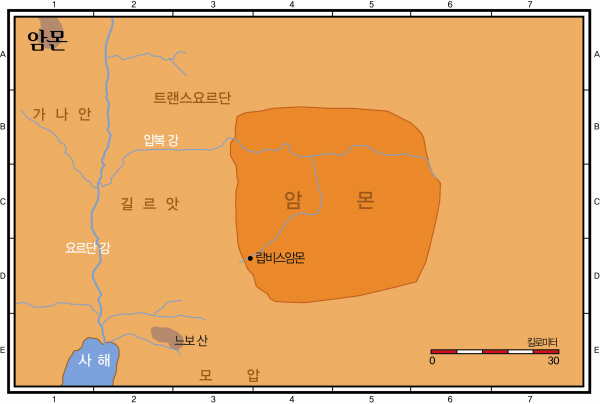 1 2 3 4 5 6 7
암몬
A A
트랜스요르단
가 나 안
B B
얍복 강
길 르 앗
암 몬
C C
요르단 강
랍비스암몬
D D
느보 산
킬로미터
사 해
0 30
E E
모 압
1 2 3 4 5 6 7